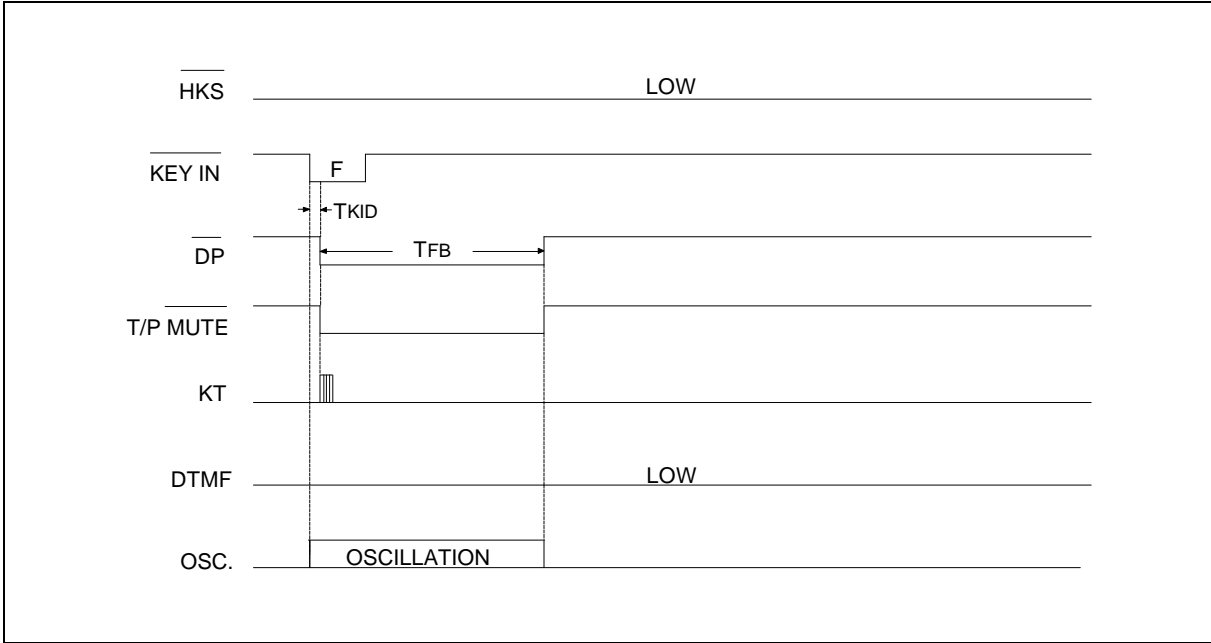 HKS
LOW
KEY IN
F
TKID
DP
TFB
T/P MUTE
KT
DTMF
LOW
OSC.
OSCILLATION